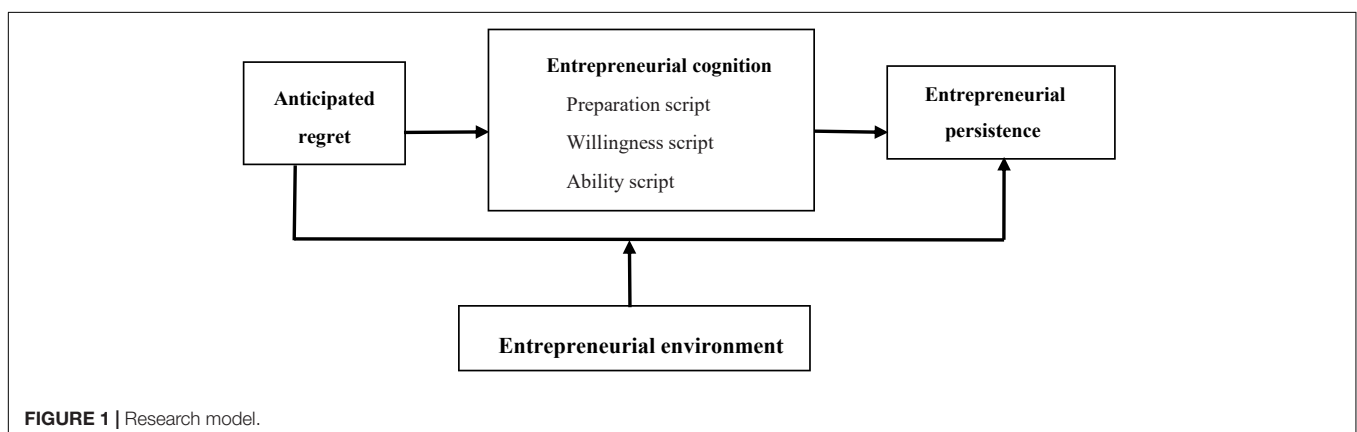 Anticipated
regret
Entrepreneurial cognition
Preparation script
Willingness script
Ability script
Entrepreneurial
persistence
Entrepreneurial environment
FIGURE 1 | Research model.